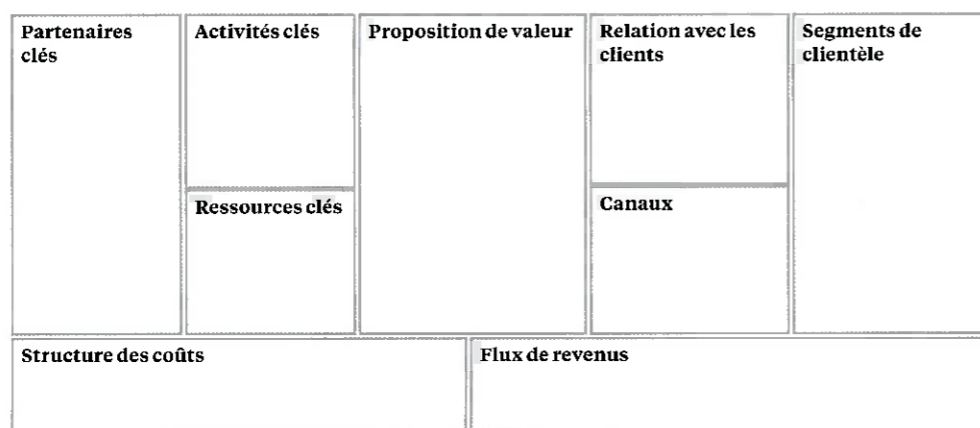 Partenaires
clés
Activités clés
Ressources clés
Proposition de valeur
Relation avec les
clients
Canaux
Segments de
clientèle
Structure des coûts
Flux de revenus